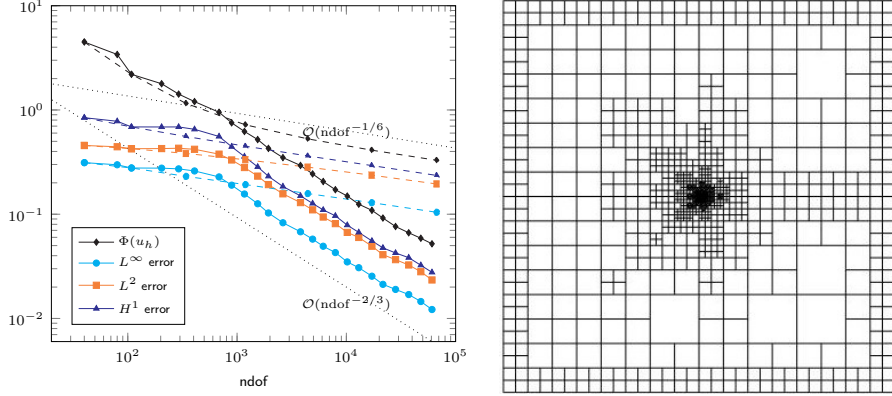 10^1
10^0
10^{-1}
10^{-2}
O(ndof^{-1/6})
O(ndof^{-2/3})
Φ(u_h)
L^∞ error
L^2 error
H^1 error
10^2
10^3
10^4
10^5
ndof